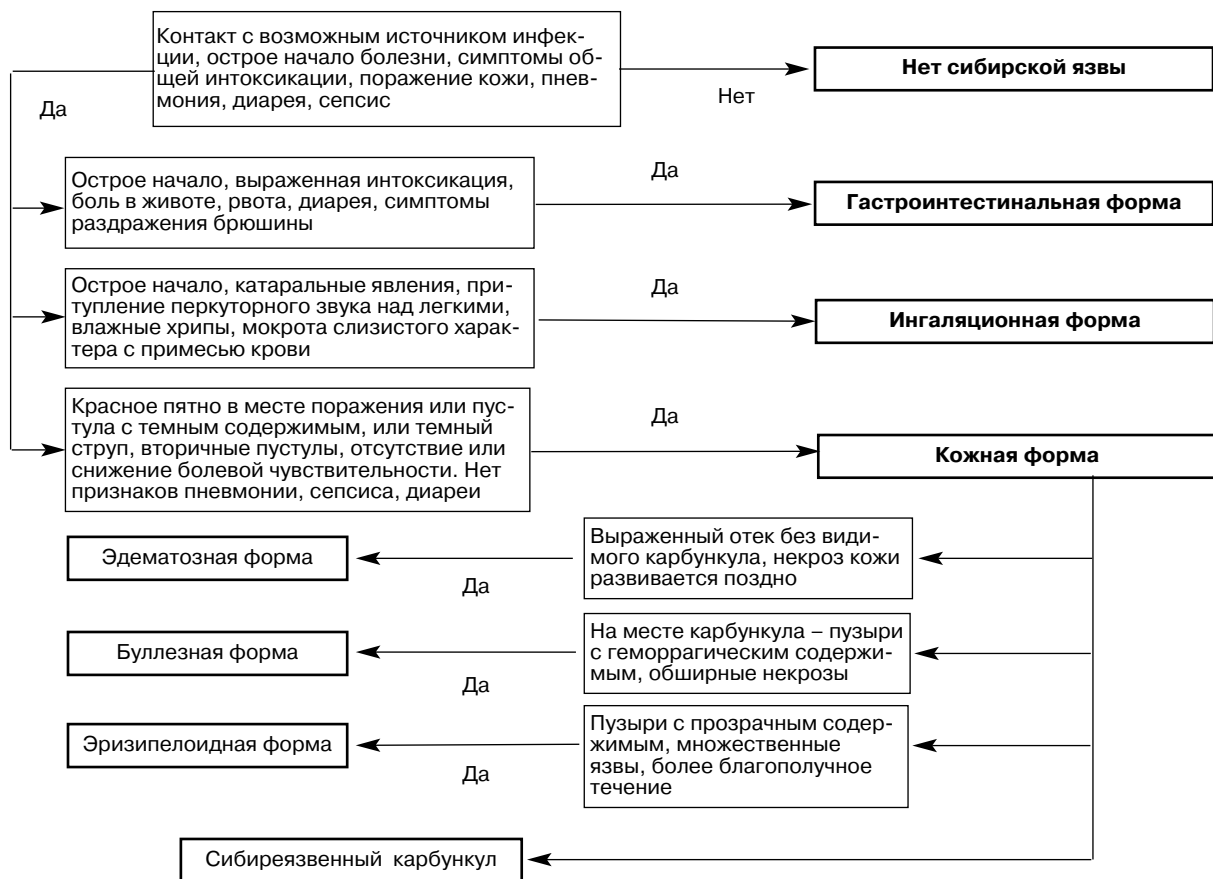 Контакт с возможным источником инфек-
ции, острое начало болезни, симптомы об-
щей интоксикации, поражение кожи, пнев-
мония, диарея, сепсис
Нет сибирской язвы
Да
Нет
Острое начало, выраженная интоксикация,
боль в животе, рвота, диарея, симптомы
раздражения брюшины
Да
Гастроинтестинальная форма
Острое начало, катаральные явления, при-
тупление перкуторного звука над легкими,
влажные хрипы, мокрота слизистого харак-
тера с примесью крови
Да
Ингаляционная форма
Красное пятно в месте поражения или пус-
тула с темным содержимым, или темный
струп, вторичные пустулы, отсутствие или
снижение болевой чувствительности. Нет
признаков пневмонии, сепсиса, диареи
Да
Кожная форма
Эдематозная форма
Да
Выраженный отек без види-
мого карбункула, некроз кожи
развивается поздно
Буллезная форма
Да
На месте карбункула – пузыри
с геморрагическим содержи-
мым, обширные некрозы
Эризипелоидная форма
Да
Пузыри с прозрачным содер-
жимым, множественные
язвы, более благополучное
течение
Сибиреязвенный карбункул